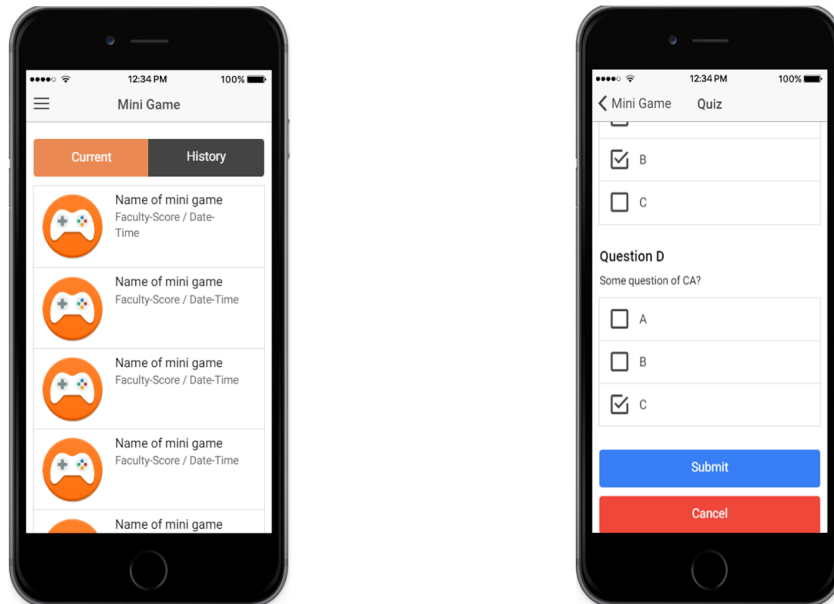 12:34 PM 100%
Mini Game
Current History
Name of mini game
Faculty-Score / Date-
Time
Name of mini game
Faculty-Score / Date-Time
Name of mini game
Faculty-Score / Date-Time
Name of mini game
Faculty-Score / Date-Time
Name of mini game
12:34 PM 100%
Mini Game Quiz
B
C
Question D
Some question of CA?
A
B
C
Submit
Cancel